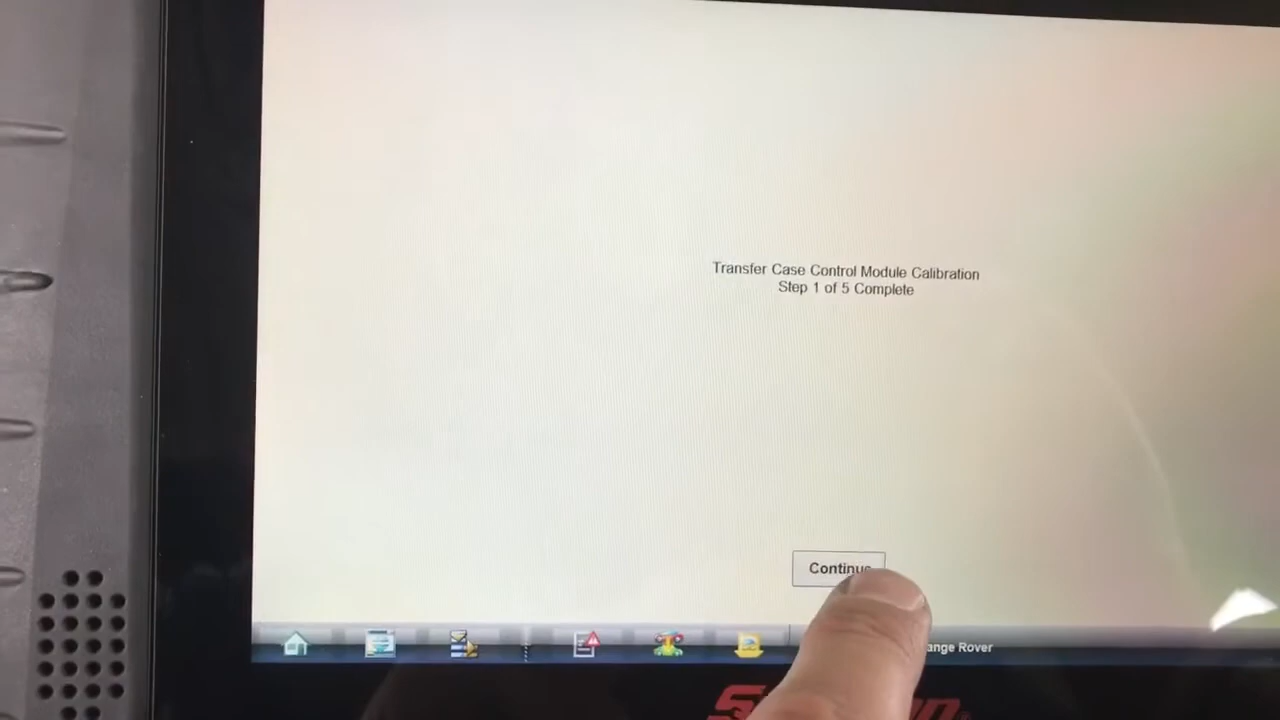 Transfer Case Control Module Calibration
Step 1 of 5 Complete
Continue
ange Rover